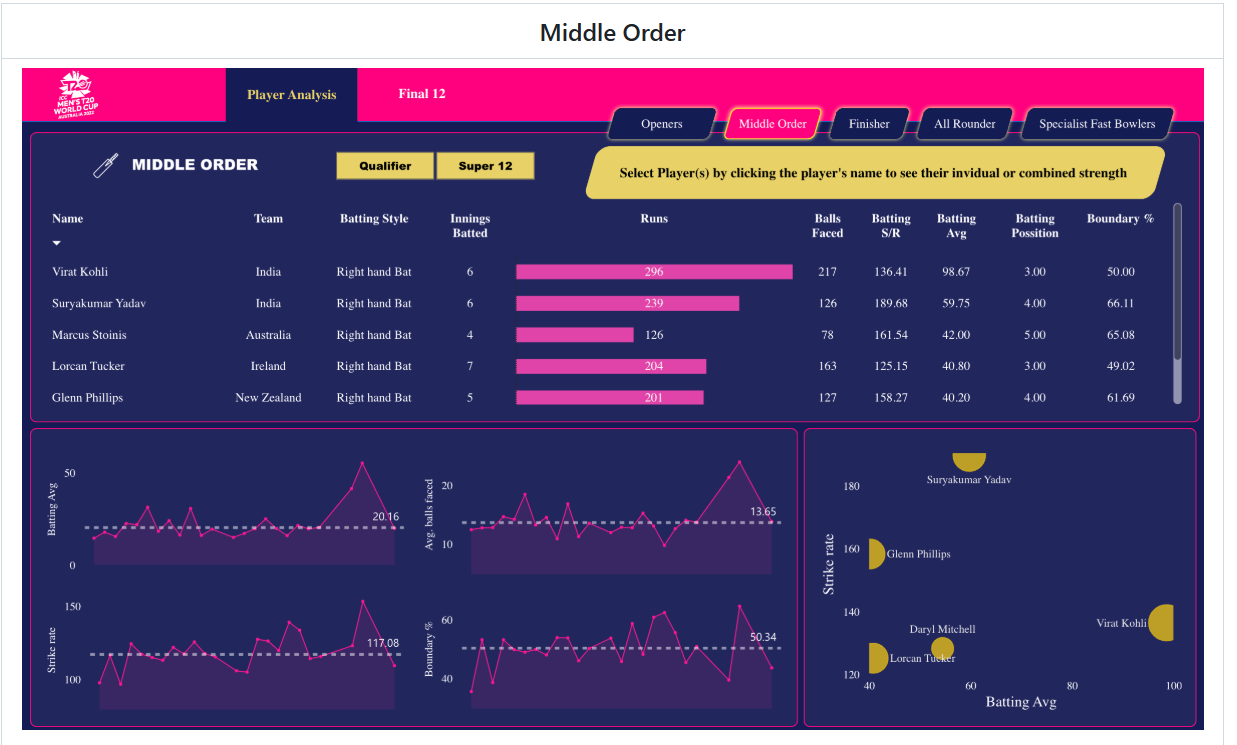 Middle Order
ICC
MEN'S T20
WORLD CUP
AUSTRALIA 2022
Player Analysis
Final 12
Openers
Middle Order
Finisher
All Rounder
Specialist Fast Bowlers
MIDDLE ORDER
Qualifier
Super 12
Select Player(s) by clicking the player's name to see their invidual or combined strength
Name Team Batting Style Innings Batted Runs Balls Faced Batting S/R Batting Avg Batting Possition Boundary %
Virat Kohli India Right hand Bat 6 296 217 136.41 98.67 3.00 50.00
Suryakumar Yadav India Right hand Bat 6 239 126 189.68 59.75 4.00 66.11
Marcus Stoinis Australia Right hand Bat 4 126 78 161.54 42.00 5.00 65.08
Lorcan Tucker Ireland Right hand Bat 7 204 163 125.15 40.80 3.00 49.02
Glenn Phillips New Zealand Right hand Bat 5 201 127 158.27 40.20 4.00 61.69
Batting Avg
50
0
20.16
Avg. balls faced
20
10
13.65
Strike rate
150
100
117.08
Boundary %
60
40
50.34
Strike rate
180
160
140
120
Suryakumar Yadav
Glenn Phillips
Virat Kohli
Daryl Mitchell
Lorcan Tucker
40 60 80 100
Batting Avg